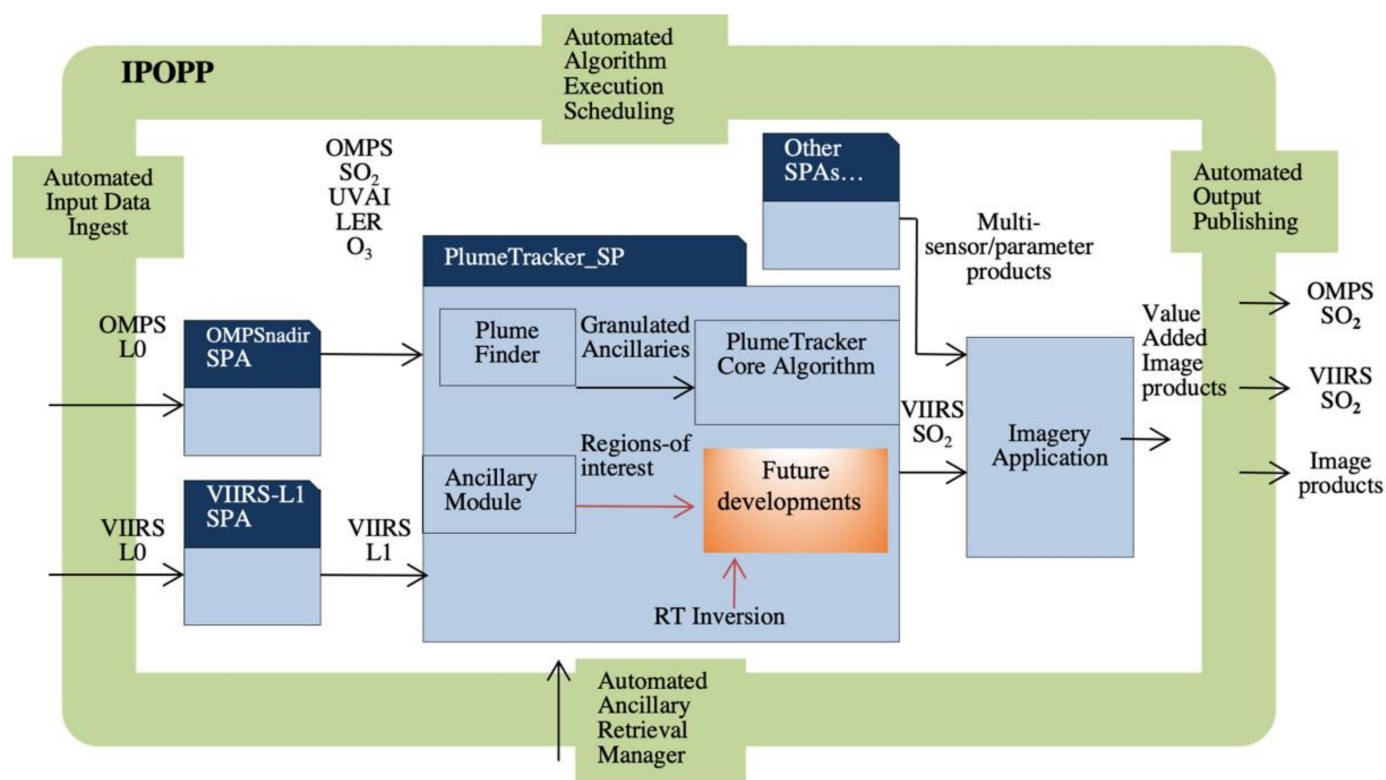 IPOPP
Automated
Algorithm
Execution
Scheduling
Automated
Input Data
Ingest
OMPS
SO₂
UVAI
LER
O₃
Other
SPAs...
Automated
Output
Publishing
Multi-
sensor/parameter
products
PlumeTracker_SP
OMPS
L0
OMPSnadir
SPA
Plume
Finder
Granulated
Ancillaries
PlumeTracker
Core Algorithm
Value
Added
Image
products
OMPS
SO₂
VIIRS
SO₂
VIIRS
SO₂
Imagery
Application
Regions-of
interest
Ancillary
Module
Future
developments
Image
products
VIIRS
L0
VIIRS-L1
SPA
VIIRS
L1
RT Inversion
Automated
Ancillary
Retrieval
Manager